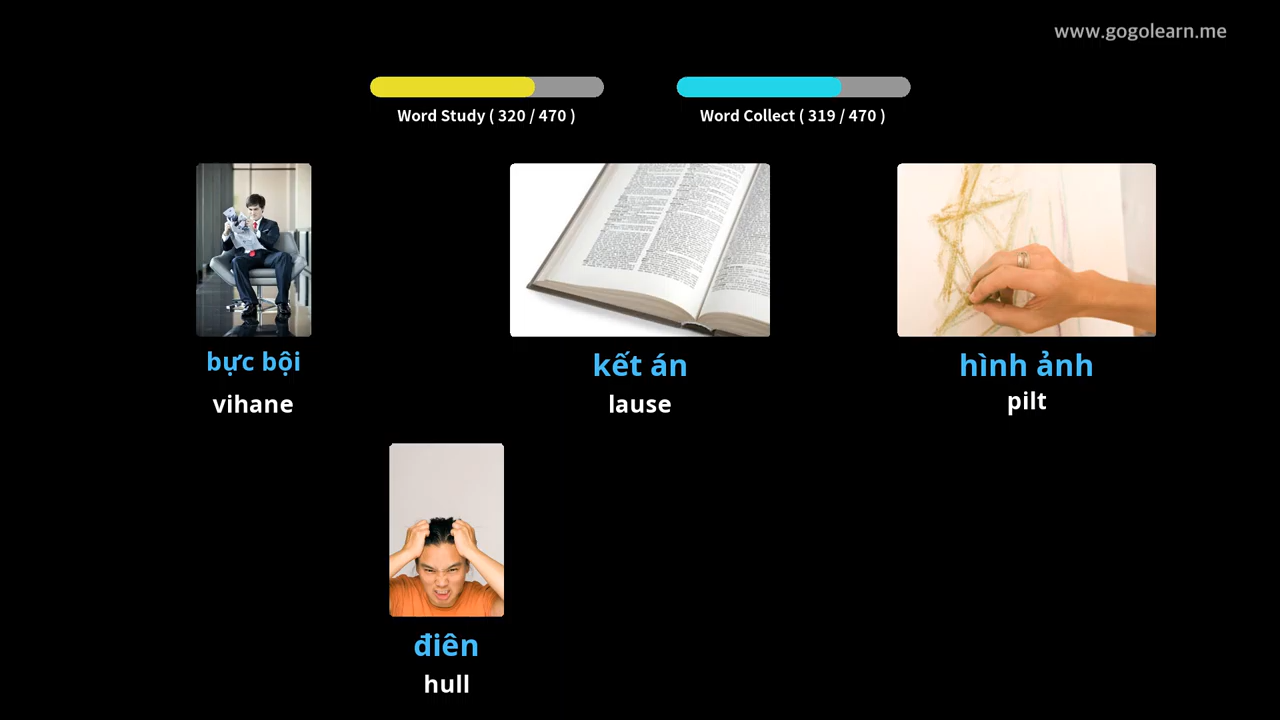 www.gogolearn.me
Word Study ( 320 / 470 )
Word Collect ( 319 / 470 )
bực bội
kết án
hình ảnh
vihane
lause
pilt
điên
hull